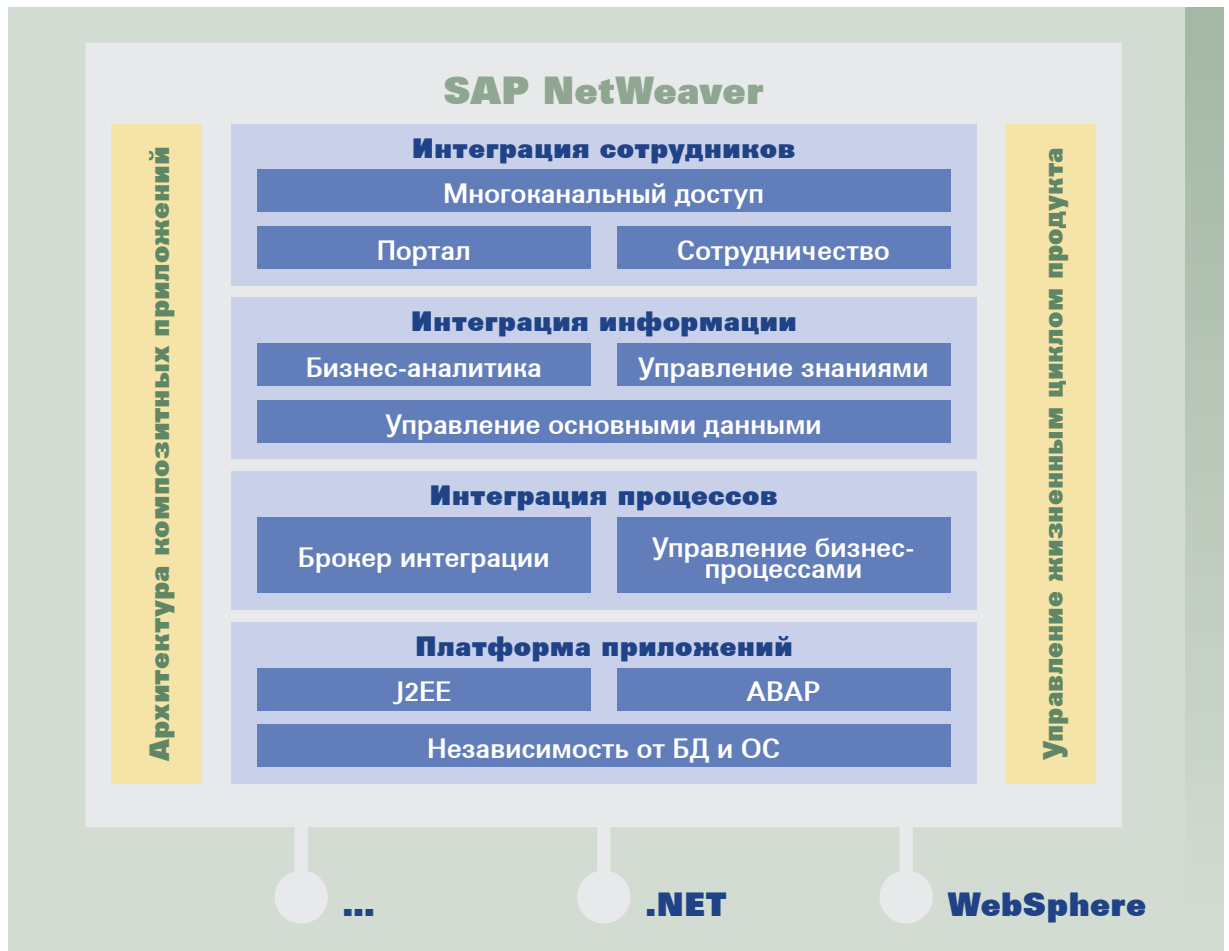 SAP NetWeaver
Архитектура композитных приложений
Интеграция сотрудников
Многоканальный доступ
Портал
Сотрудничество
Интеграция информации
Бизнес-аналитика
Управление знаниями
Управление основными данными
Интеграция процессов
Брокер интеграции
Управление бизнес-
процессами
Платформа приложений
J2EE
ABAP
Независимость от БД и ОС
Управление жизненным циклом продукта
...
.NET
WebSphere